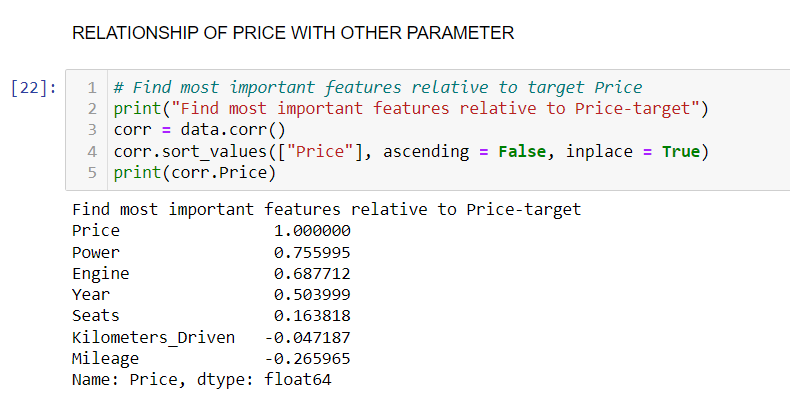 RELATIONSHIP OF PRICE WITH OTHER PARAMETER
[22]:
1 # Find most important features relative to target Price
2 print("Find most important features relative to Price-target")
3 corr = data.corr()
4 corr.sort_values(["Price"], ascending = False, inplace = True)
5 print(corr.Price)
Find most important features relative to Price-target
Price 1.000000
Power 0.755995
Engine 0.687712
Year 0.503999
Seats 0.163818
Kilometers_Driven -0.047187
Mileage -0.265965
Name: Price, dtype: float64